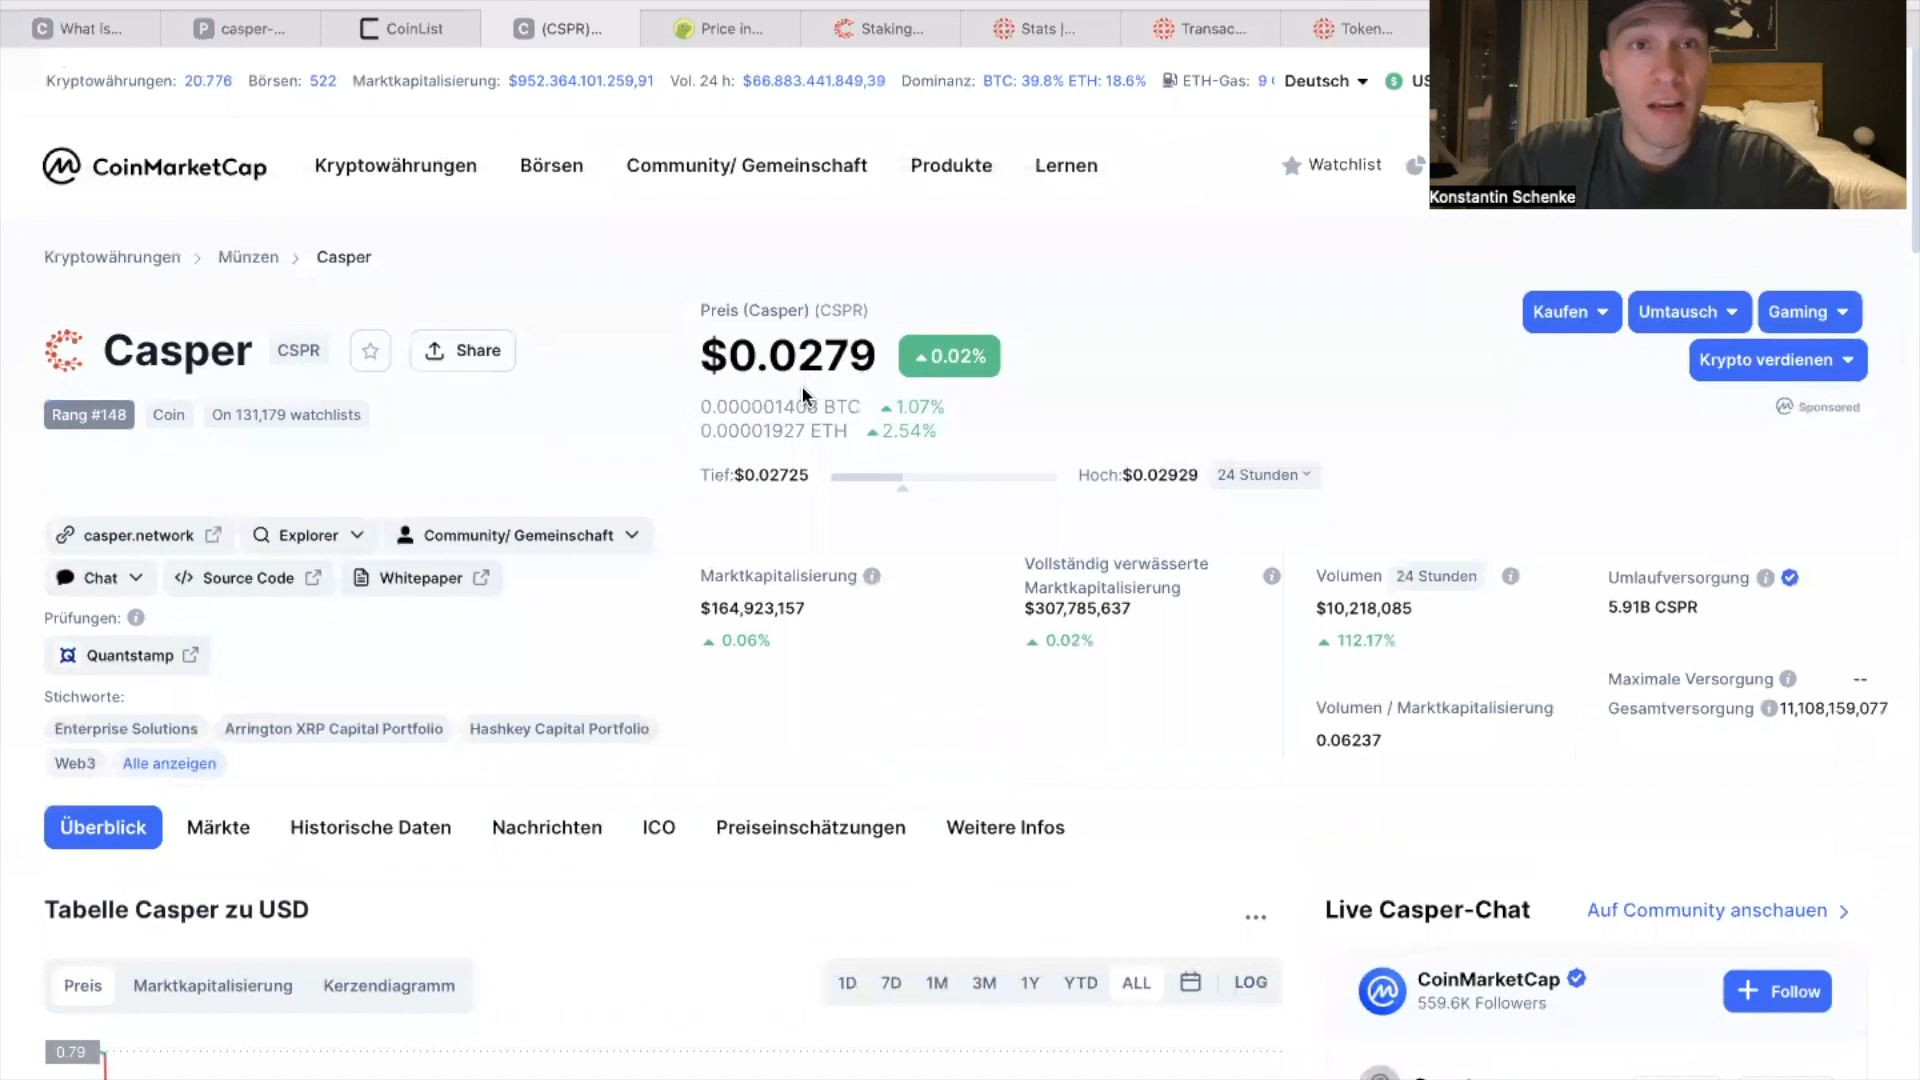 What is...
casper-...
CoinList
(CSPR)...
Price in...
Staking...
Stats |...
Transac...
Token...
Kryptowährungen: 20.776 Börsen: 522 Marktkapitalisierung: $952.364.101.259,91 Vol. 24 h: $66.883.441.849,39 Dominanz: BTC: 39.8% ETH: 18.6% ETH-Gas: 9 Deutsch US
CoinMarketCap Kryptowährungen Börsen Community/ Gemeinschaft Produkte Lernen Watchlist
Konstantin Schenke
Kryptowährungen > Münzen > Casper
Casper CSPR Share
Rang #148 Coin On 131,179 watchlists
Preis (Casper) (CSPR)
$0.0279 0.02%
0.000001408 BTC 1.07%
0.00001927 ETH 2.54%
Tief:$0.02725 Hoch:$0.02929 24 Stunden
Kaufen Umtausch Gaming
Krypto verdienen
Sponsored
casper.network Explorer Community/ Gemeinschaft
Chat Source Code Whitepaper
Prüfungen:
Quantstamp
Stichworte:
Enterprise Solutions Arrington XRP Capital Portfolio Hashkey Capital Portfolio
Web3 Alle anzeigen
Marktkapitalisierung
$164,923,157
0.06%
Vollständig verwässerte
Marktkapitalisierung
$307,785,637
0.02%
Volumen 24 Stunden
$10,218,085
112.17%
Volumen / Marktkapitalisierung
0.06237
Umlaufversorgung
5.91B CSPR
Maximale Versorgung --
Gesamtversorgung 11,108,159,077
Überblick Märkte Historische Daten Nachrichten ICO Preiseinschätzungen Weitere Infos
Tabelle Casper zu USD
Preis Marktkapitalisierung Kerzendiagramm
1D 7D 1M 3M 1Y YTD ALL LOG
0.79
Live Casper-Chat Auf Community anschauen >
CoinMarketCap
559.6K Followers
+ Follow